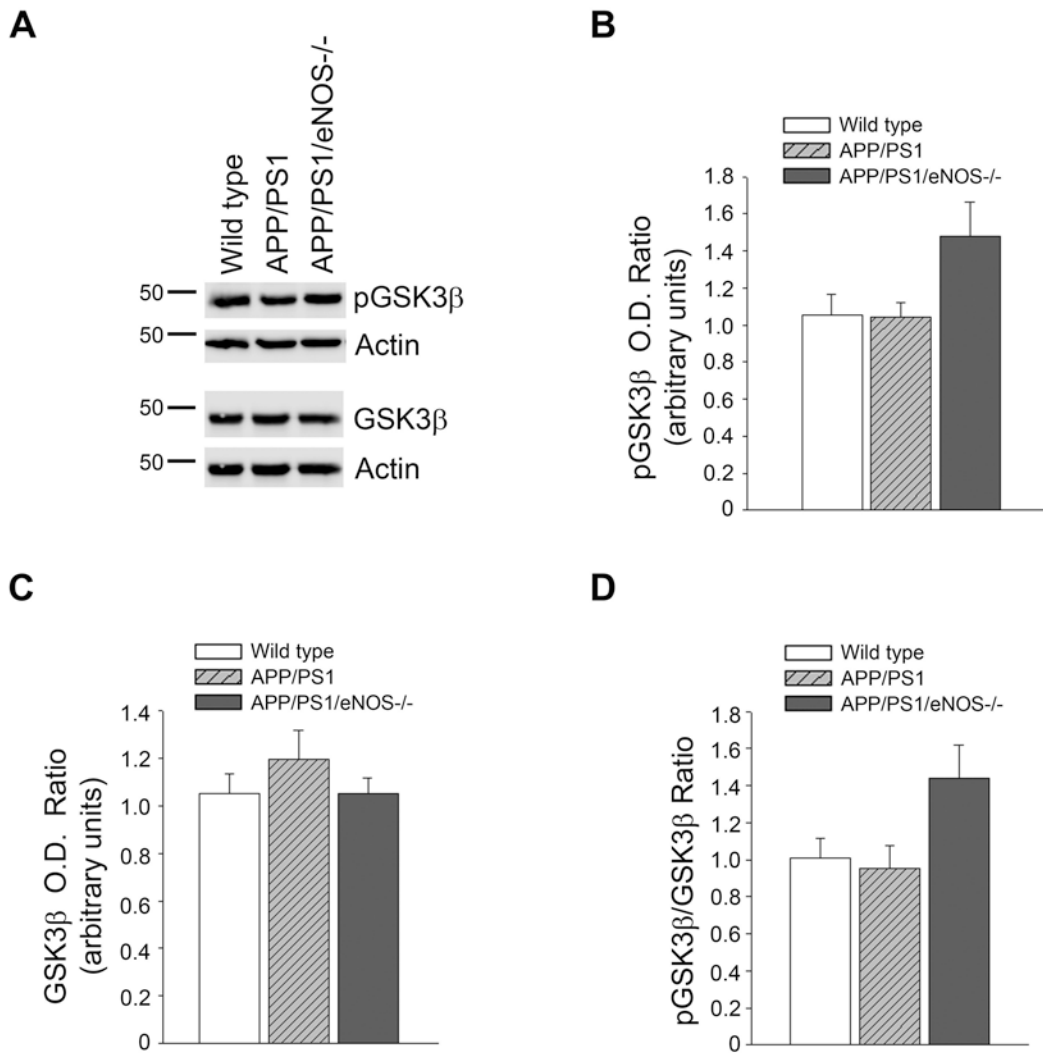 A
Wild type
APP/PS1
APP/PS1/eNOS-/-
50
pGSK3β
50
Actin
50
GSK3β
50
Actin
B
Wild type
APP/PS1
APP/PS1/eNOS-/-
pGSK3β O.D. Ratio
(arbitrary units)
1.8
1.6
1.4
1.2
1.0
0.8
0.6
0.4
0.2
0
C
Wild type
APP/PS1
APP/PS1/eNOS-/-
GSK3β O.D. Ratio
(arbitrary units)
1.4
1.2
1.0
0.8
0.6
0.4
0.2
0
D
Wild type
APP/PS1
APP/PS1/eNOS-/-
pGSK3β/GSK3β Ratio
1.8
1.6
1.4
1.2
1.0
0.8
0.6
0.4
0.2
0